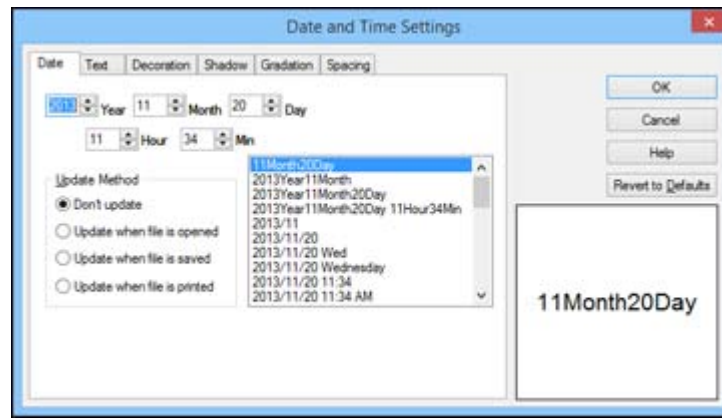 Date and Time Settings
Date Text Decoration Shadow Gradation Spacing
2013 Year 11 Month 20 Day
11 Hour 34 Min
Update Method
Don't update
Update when file is opened
Update when file is saved
Update when file is printed
11Month20Day
2013Year11Month
2013Year11Month20Day
2013Year11Month20Day 11Hour34Min
2013/11
2013/11/20
2013/11/20 Wed
2013/11/20 Wednesday
2013/11/20 11:34
2013/11/20 11:34 AM
OK
Cancel
Help
Revert to Defaults
11Month20Day